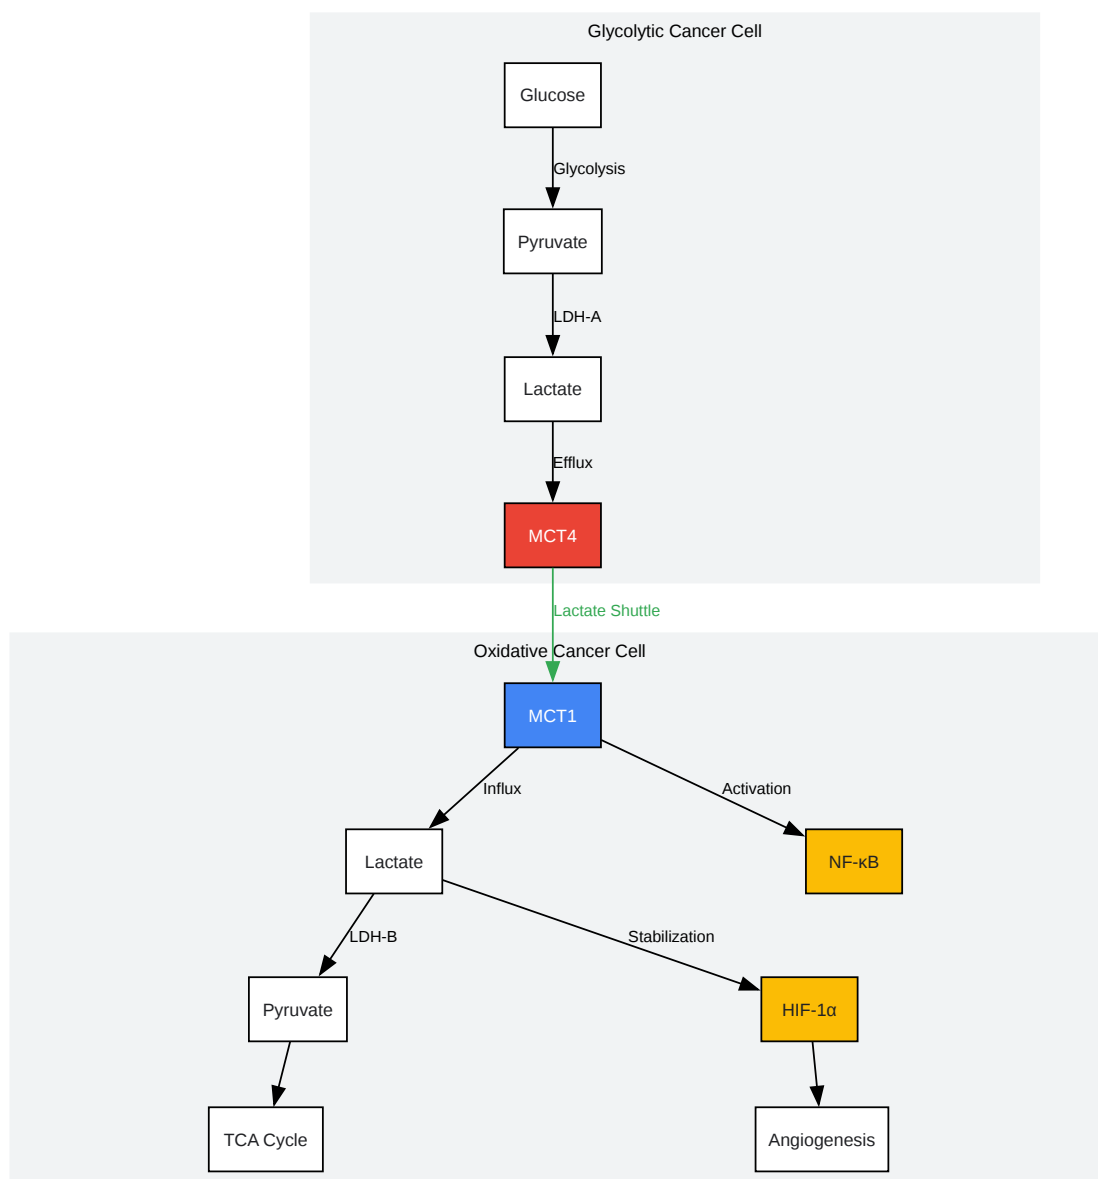 Glycolytic Cancer Cell
Glucose
Glycolysis
Pyruvate
LDH-A
Lactate
Efflux
MCT4
Lactate Shuttle
Oxidative Cancer Cell
MCT1
Influx
Activation
Lactate
NF-κB
LDH-B
Stabilization
Pyruvate
HIF-1α
TCA Cycle
Angiogenesis